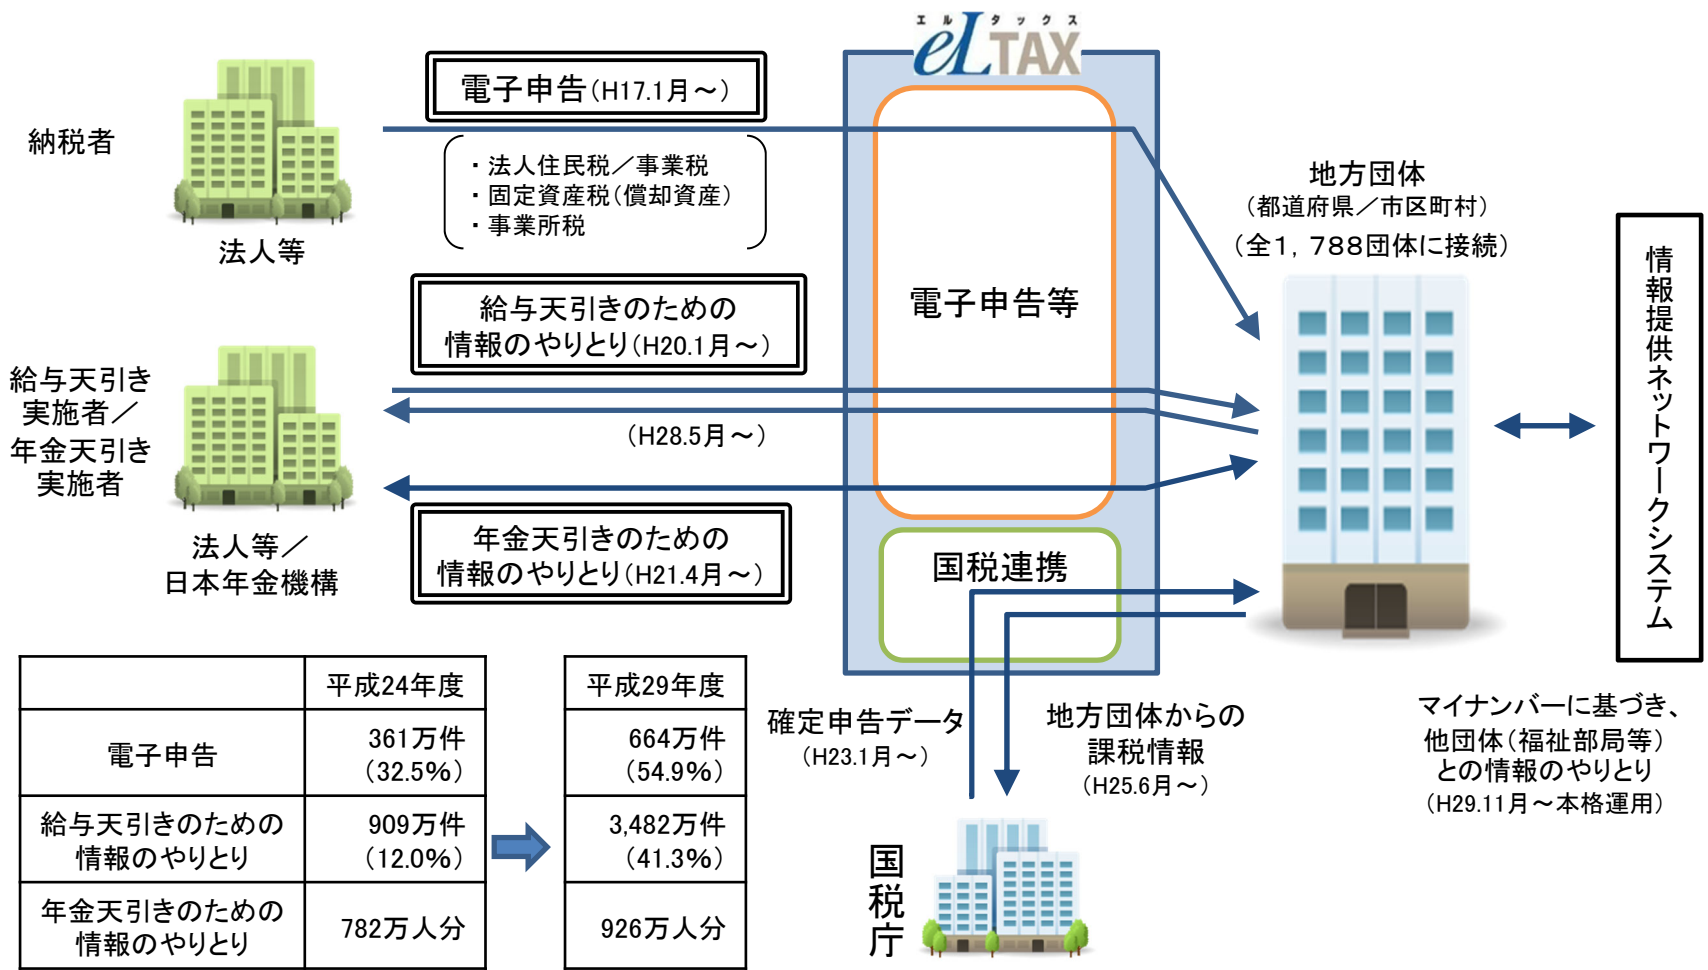 エルタックス
eLTAX
電子申告（H17.1月～）
納税者
法人等
・法人住民税／事業税
・固定資産税（償却資産）
・事業所税
地方団体
（都道府県／市区町村）
（全１，７８８団体に接続）
情報提供ネットワークシステム
給与天引きのための
情報のやりとり（H20.1月～）
電子申告等
給与天引き
実施者／
年金天引き
実施者
（H28.5月～）
法人等／
日本年金機構
年金天引きのための
情報のやりとり（H21.4月～）
国税連携
確定申告データ
（H23.1月～）
地方団体からの
課税情報
（H25.6月～）
マイナンバーに基づき、
他団体（福祉部局等）
との情報のやりとり
（H29.11月～本格運用）
国税庁
平成24年度 平成29年度
電子申告 361万件 664万件
（32.5%） （54.9%）
給与天引きのための 909万件 3,482万件
情報のやりとり （12.0%） （41.3%）
年金天引きのための
情報のやりとり 782万人分 926万人分